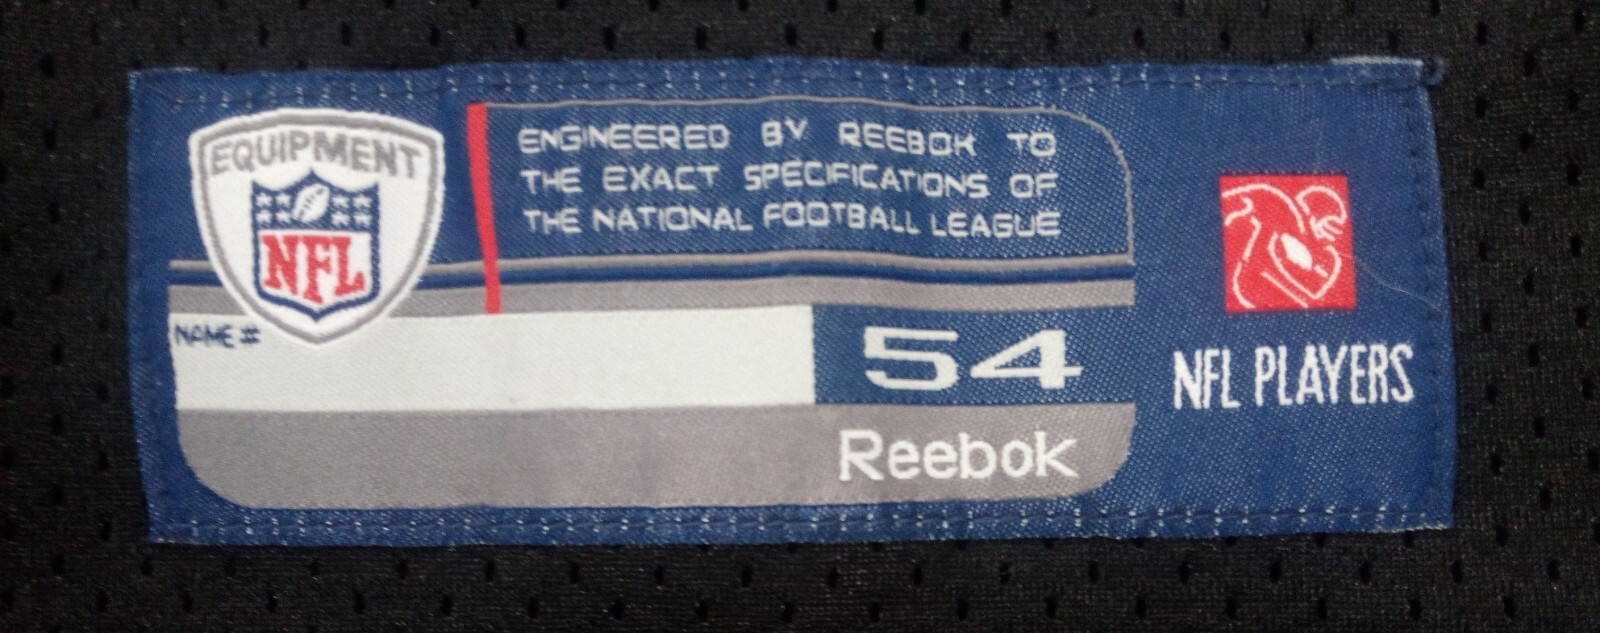 EQUIPMENT
NFL
ENGINEERED BY REEBOK TO
THE EXACT SPECIFICATIONS OF
THE NATIONAL FOOTBALL LEAGUE
NAME #
54
Reebok
NFL PLAYERS